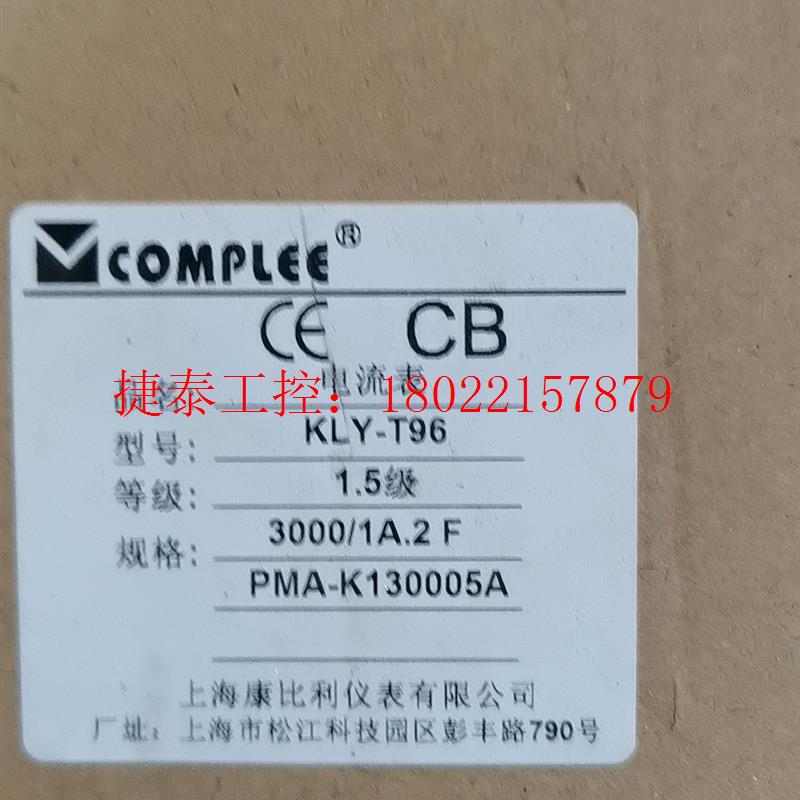 COMPLEE®
CE CB
电流表
捷泰工控：18022157879
型号： KLY-T96
等级： 1.5级
规格： 3000/1A.2 F
PMA-K130005A
上海康比利仪表有限公司
厂址：上海市松江科技园区彭丰路790号